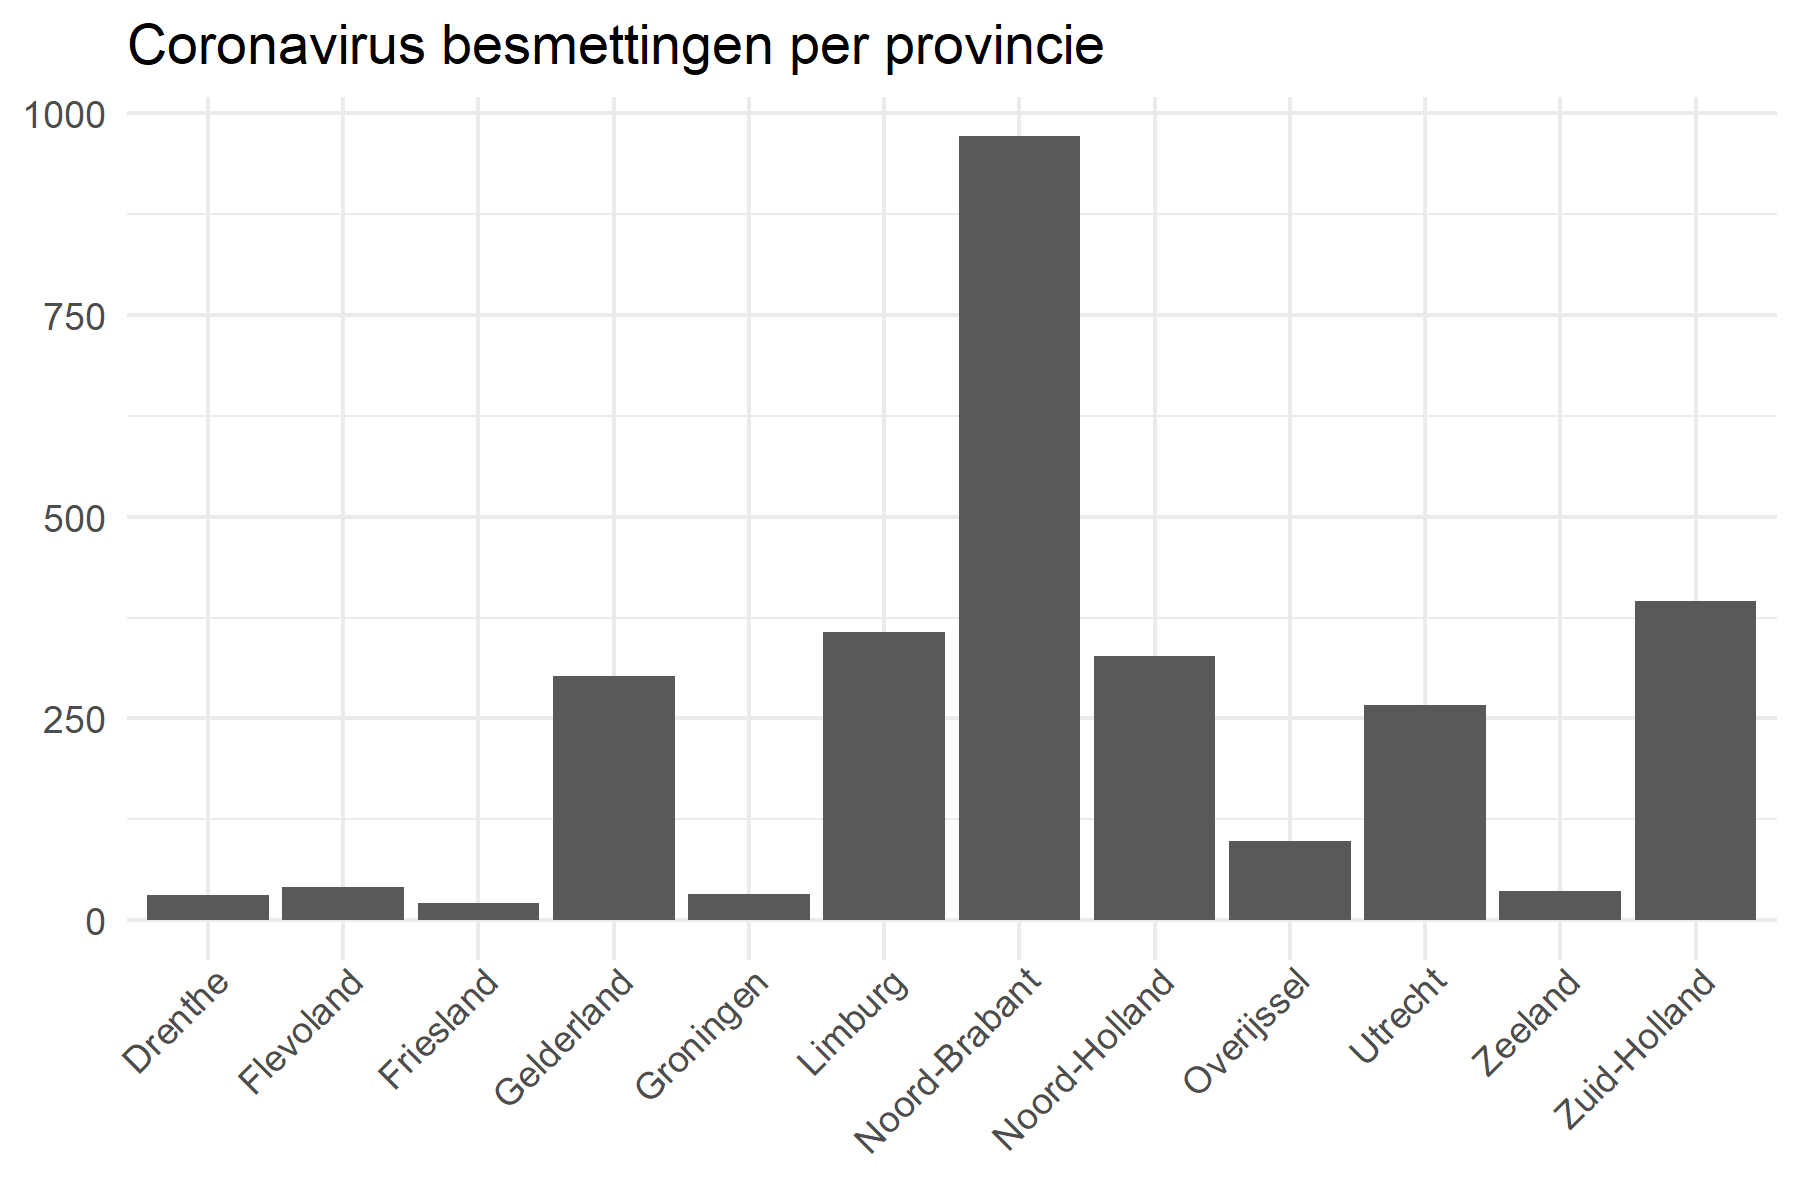 Coronavirus besmettingen per provincie
1000
750
500
250
0
Drenthe
Flevoland
Friesland
Gelderland
Groningen
Limburg
Noord-Brabant
Noord-Holland
Overijssel
Utrecht
Zeeland
Zuid-Holland